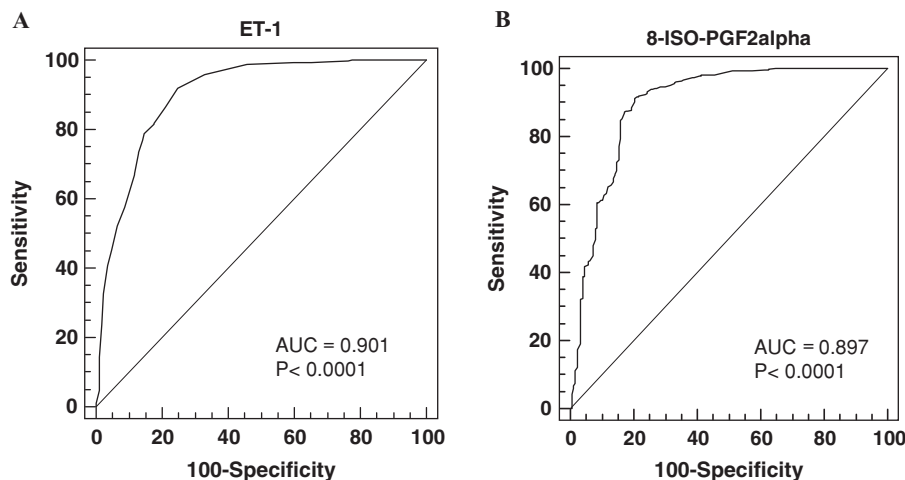 A
ET-1
100
80
60
40
20
0
Sensitivity
AUC = 0.901
P< 0.0001
0 20 40 60 80 100
100-Specificity
B
8-ISO-PGF2alpha
100
80
60
40
20
0
Sensitivity
AUC = 0.897
P< 0.0001
0 20 40 60 80 100
100-Specificity